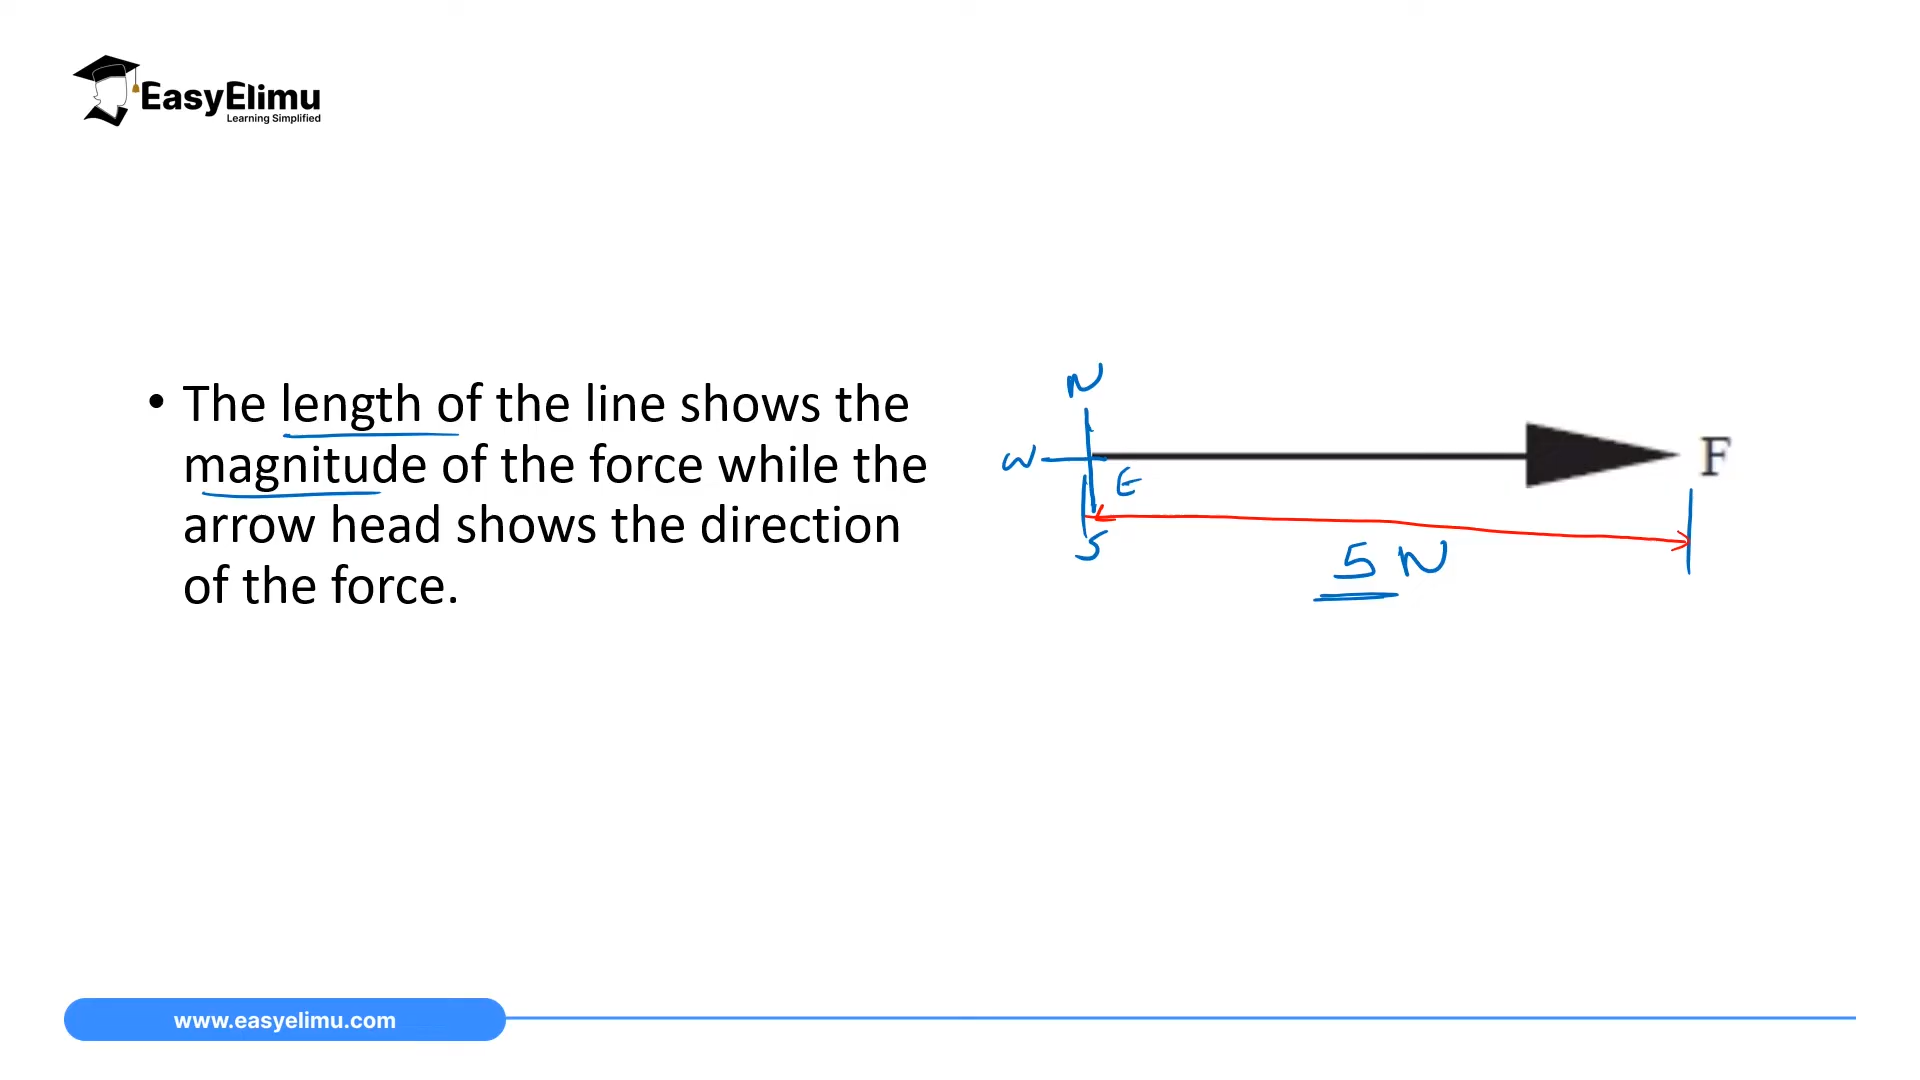 EasyElimu
Learning Simplified
• The length of the line shows the
magnitude of the force while the
arrow head shows the direction
of the force.
N
W
E
S
F
5 N
www.easyelimu.com